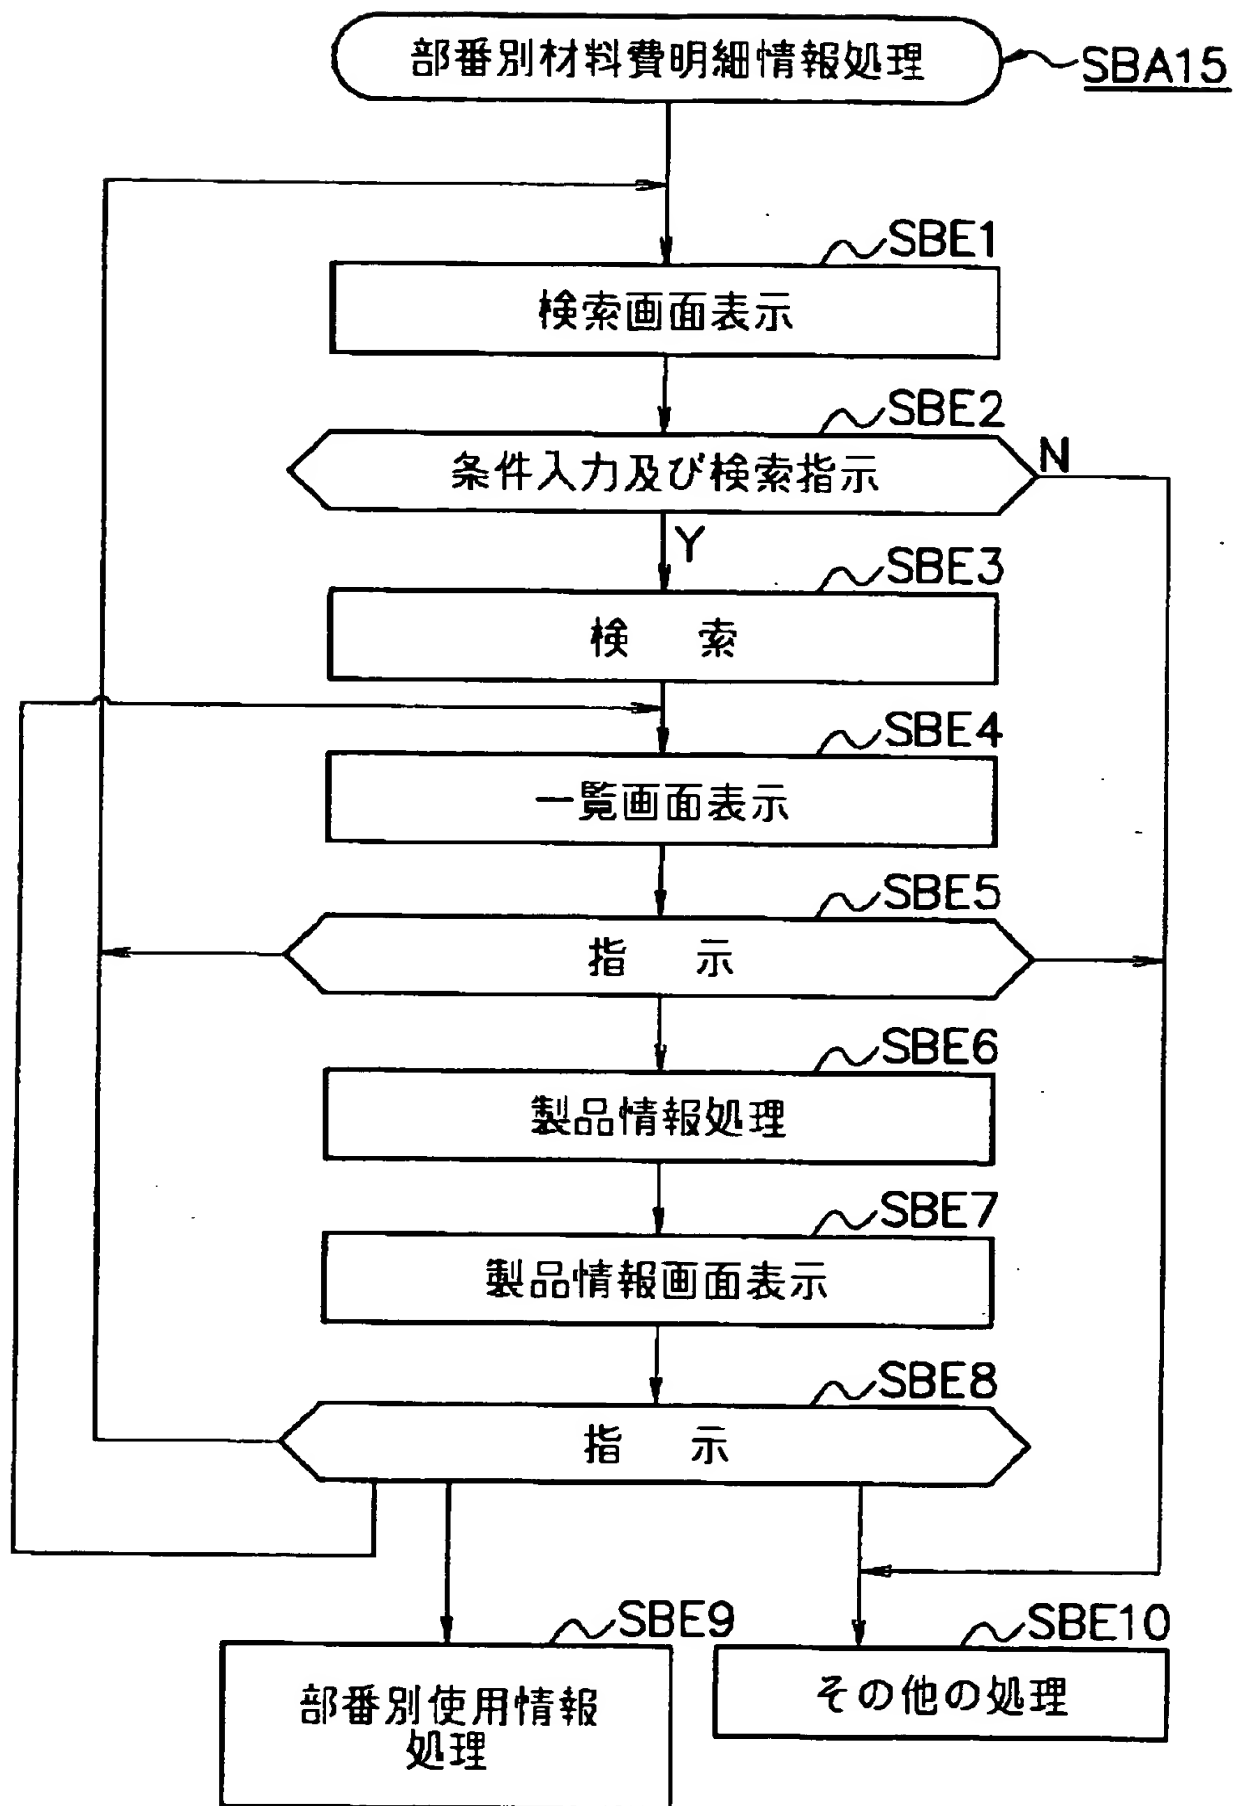 部番別材料費明細情報処理
SBA15
SBE1
検索画面表示
SBE2
条件入力及び検索指示
N
Y
SBE3
検 索
SBE4
一覧画面表示
SBE5
指 示
SBE6
製品情報処理
SBE7
製品情報画面表示
SBE8
指 示
SBE9
部番別使用情報
処理
SBE10
その他の処理